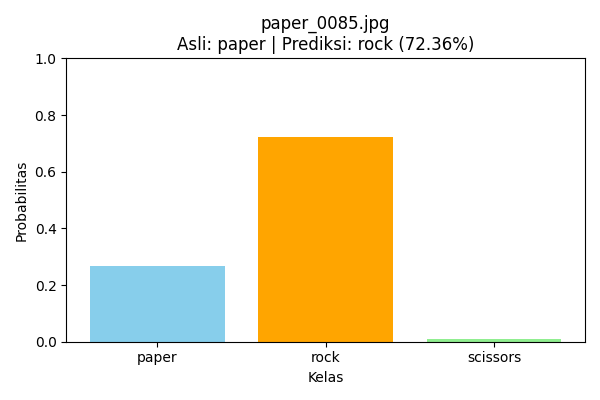 paper_0085.jpg
Asli: paper | Prediksi: rock (72.36%)
1.0
0.8
0.6
0.4
0.2
0.0
Probabilitas
paper rock scissors
Kelas